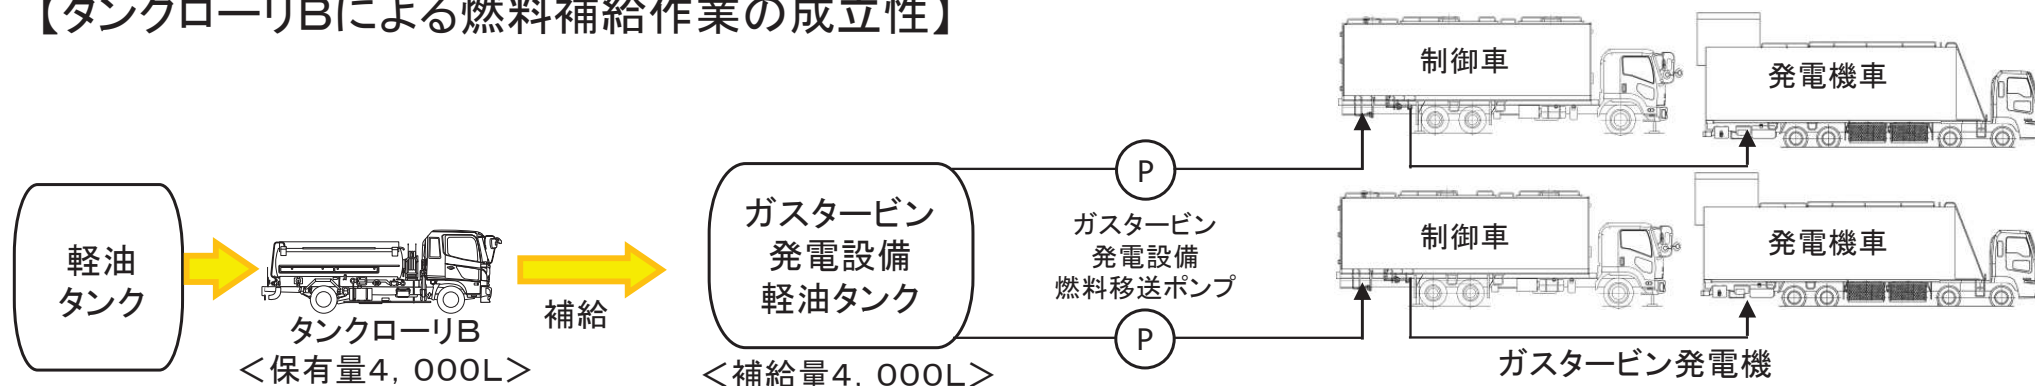 【タンクローリBによる燃料補給作業の成立性】
制御車
発電機車
P
軽油
タンク
タンクローリB
＜保有量4，000L＞
補給
ガスタービン
発電設備
軽油タンク
＜補給量4，000L＞
ガスタービン
発電設備
燃料移送ポンプ
P
制御車
発電機車
ガスタービン発電機